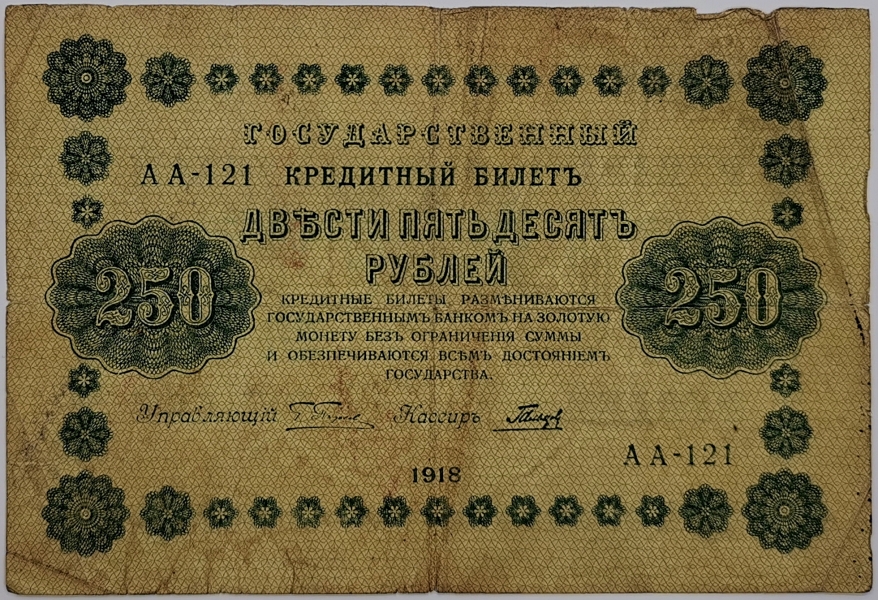 ГОСУДАРСТВЕННЫЙ
АА-121 КРЕДИТНЫЙ БИЛЕТЪ
ДВѢСТИ ПЯТЬДЕСЯТЪ
РУБЛЕЙ
250 250
КРЕДИТНЫЕ БИЛЕТЫ РАЗМѢНИВАЮТСЯ
ГОСУДАРСТВЕННЫМЪ БАНКОМЪ НА ЗОЛОТУЮ
МОНЕТУ БЕЗЪ ОГРАНИЧЕНІЯ СУММЫ
И ОБЕЗПЕЧИВАЮТСЯ ВСѢМЪ ДОСТОЯНІЕМЪ
ГОСУДАРСТВА.
Управляющій Кассиръ
АА-121
1918